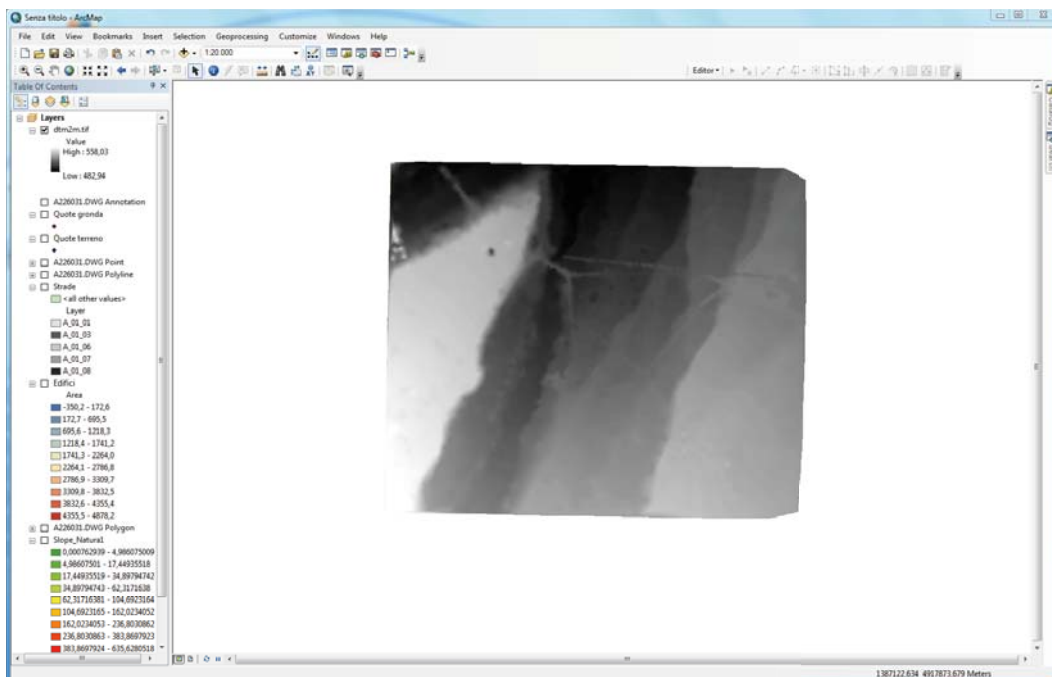 Senza titolo - ArcMap
File Edit View Bookmarks Insert Selection Geoprocessing Customize Windows Help
1:20.000
Editor
Table Of Contents
Layers
dtm2m.tif
Value
High : 558,03
Low : 482,94
A226031.DWG Annotation
Quote gronda
Quote terreno
A226031.DWG Point
A226031.DWG Polyline
Strade
<all other values>
Layer
A_01_01
A_01_03
A_01_06
A_01_07
A_01_08
Edifici
Area
-350,2 - 172,6
172,7 - 695,5
695,6 - 1218,3
1218,4 - 1741,2
1741,3 - 2264,0
2264,1 - 2786,8
2786,9 - 3309,7
3309,8 - 3832,5
3832,6 - 4355,4
4355,5 - 4878,2
A226031.DWG Polygon
Slope_Natura1
0,000762939 - 4,986075009
4,98607501 - 17,44935518
17,44935519 - 34,89794742
34,89794743 - 62,3171638
62,31716381 - 104,6923164
104,6923165 - 162,0234052
162,0234053 - 236,8030862
236,8030863 - 383,8697923
383,8697924 - 635,6280518
1387122,634 4917873,679 Meters